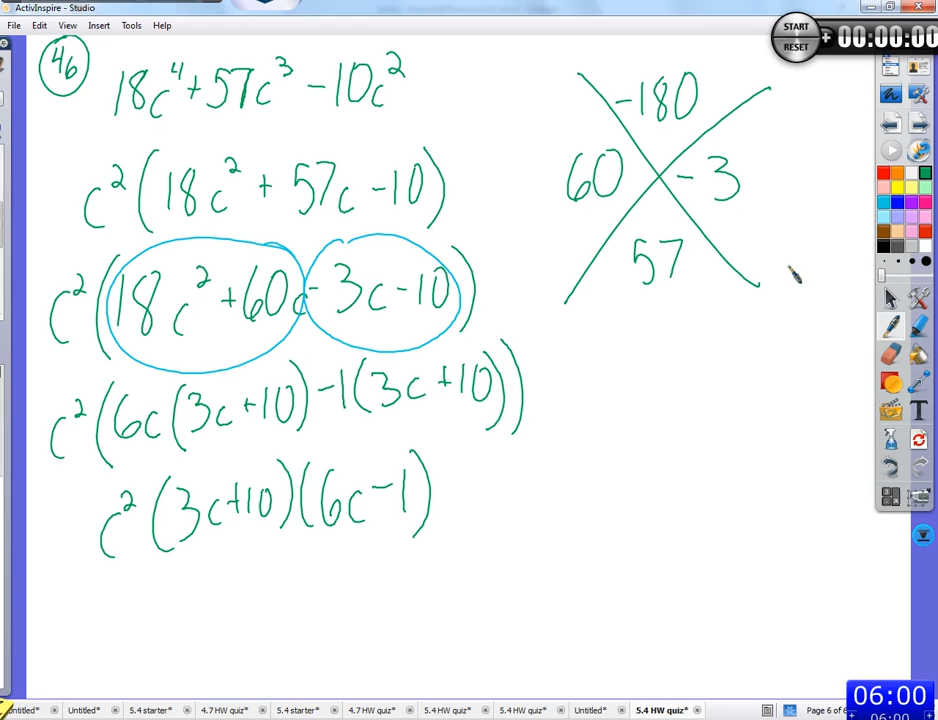 ActivInspire - Studio
File Edit View Insert Tools Help
START
RESET
00:00:00
46
18c⁴+57c³-10c²
c²(18c²+57c-10)
c²(18c²+60c-3c-10)
c²(6c(3c+10)-1(3c+10))
c²(3c+10)(6c-1)
-180
60 -3
57
Untitled* 5.4 starter* 4.7 HW quiz* 5.4 starter* 4.7 HW quiz* 5.4 HW quiz* 5.4 HW quiz* Untitled* 5.4 HW quiz* Page 6 of 6
06:00